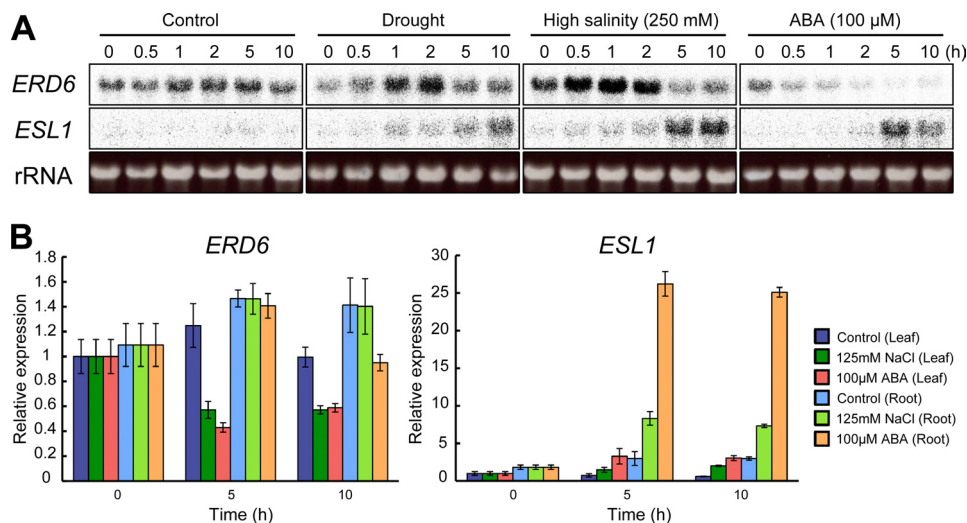 A
Control Drought High salinity (250 mM) ABA (100 μM)
0 0.5 1 2 5 10 0 0.5 1 2 5 10 0 0.5 1 2 5 10 0 0.5 1 2 5 10 (h)
ERD6
ESL1
rRNA
B
ERD6
Relative expression
1.8
1.6
1.4
1.2
1.0
0.8
0.6
0.4
0.2
0
0 5 10
Time (h)
ESL1
Relative expression
30
25
20
15
10
5
0
0 5 10
Time (h)
Control (Leaf)
125mM NaCl (Leaf)
100μM ABA (Leaf)
Control (Root)
125mM NaCl (Root)
100μM ABA (Root)